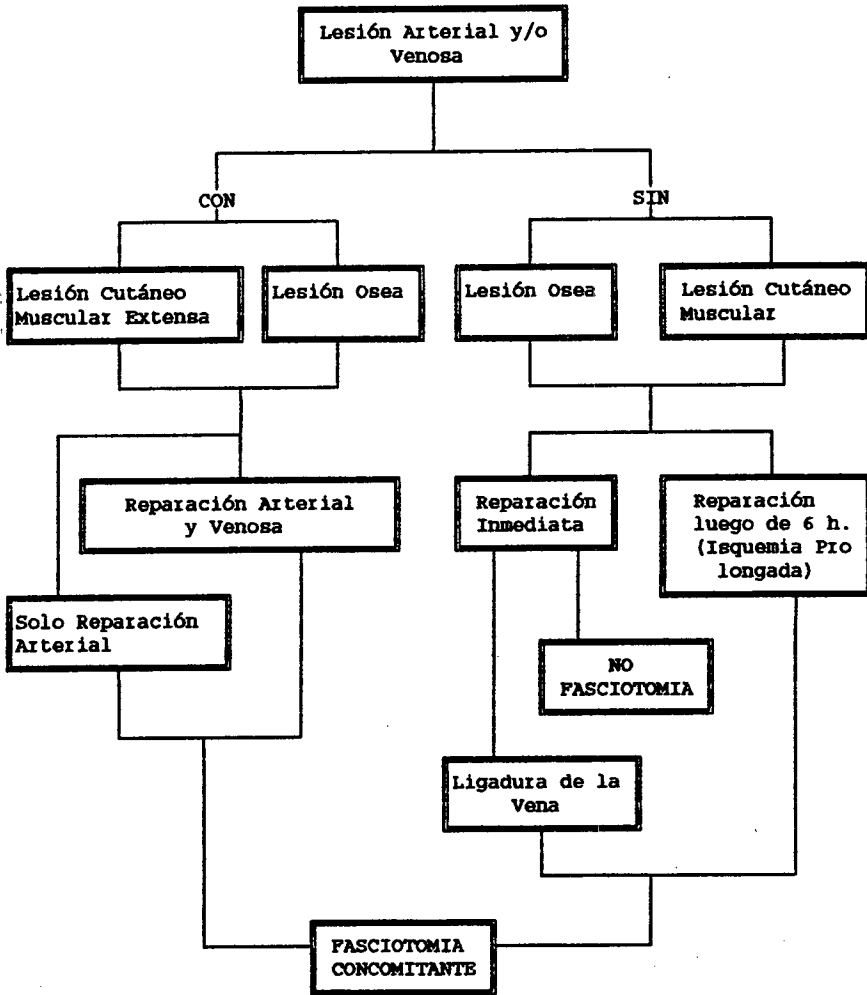 Lesión Arterial y/o
Venosa
CON
SIN
Lesión Cutáneo
Muscular Extensa
Lesión Osea
Lesión Osea
Lesión Cutáneo
Muscular
Reparación Arterial
y Venosa
Reparación
Inmediata
Reparación
luego de 6 h.
(Isquemia Pro
longada)
Solo Reparación
Arterial
NO
FASCIOTOMIA
Ligadura de la
Vena
FASCIOTOMIA
CONCOMITANTE